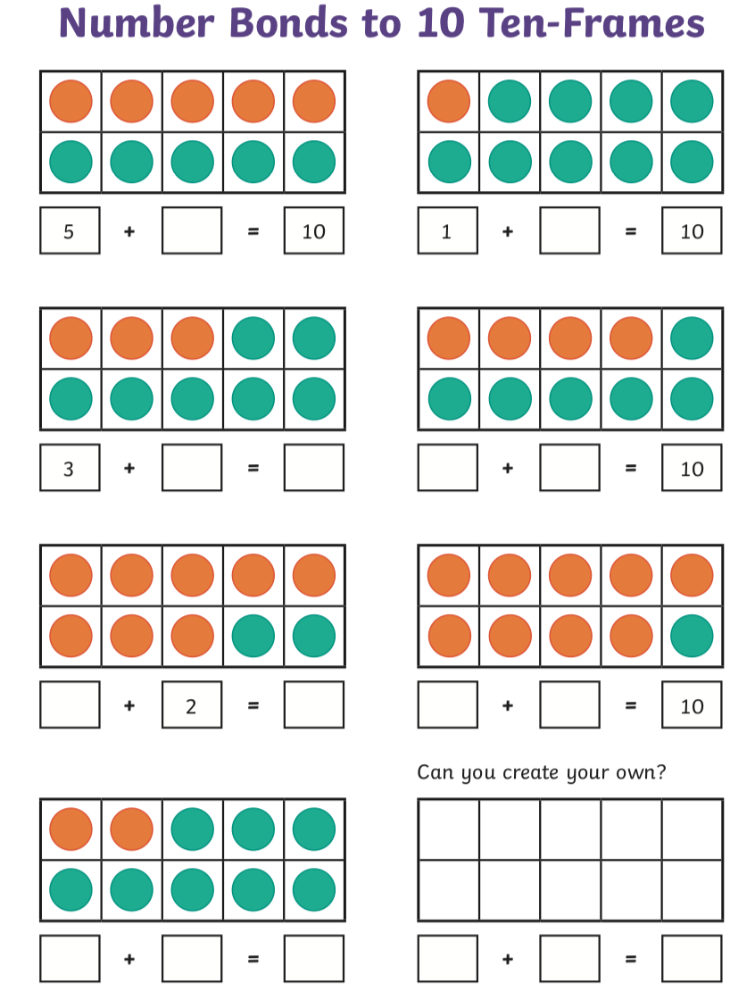 Number Bonds to 10 Ten-Frames
5 + = 10
1 + = 10
3 + =
+ = 10
+ 2 =
+ = 10
Can you create your own?
+ =
+ =